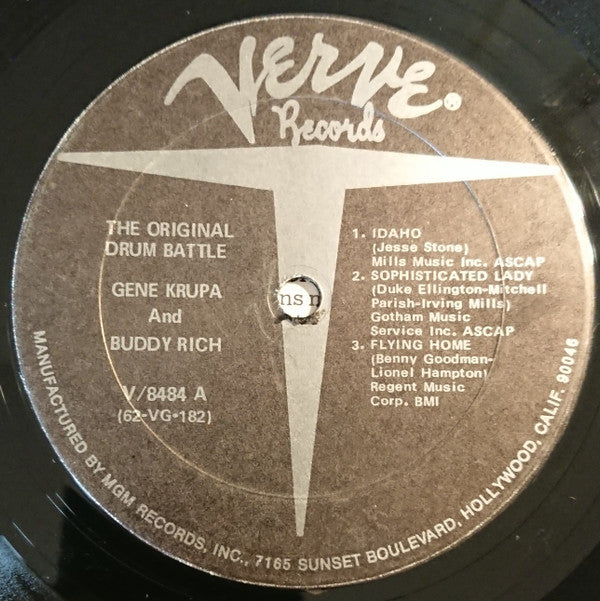 Verve
Records
THE ORIGINAL
DRUM BATTLE
GENE KRUPA
And
BUDDY RICH
V/8484 A
(62-VG•182)
1. IDAHO
(Jesse Stone)
Mills Music Inc. ASCAP
2. SOPHISTICATED LADY
(Duke Ellington-Mitchell
Parish-Irving Mills)
Gotham Music
Service Inc. ASCAP
3. FLYING HOME
(Benny Goodman-
Lionel Hampton)
Regent Music
Corp. BMI
MANUFACTURED BY MGM RECORDS, INC., 7165 SUNSET BOULEVARD, HOLLYWOOD, CALIF. 90046